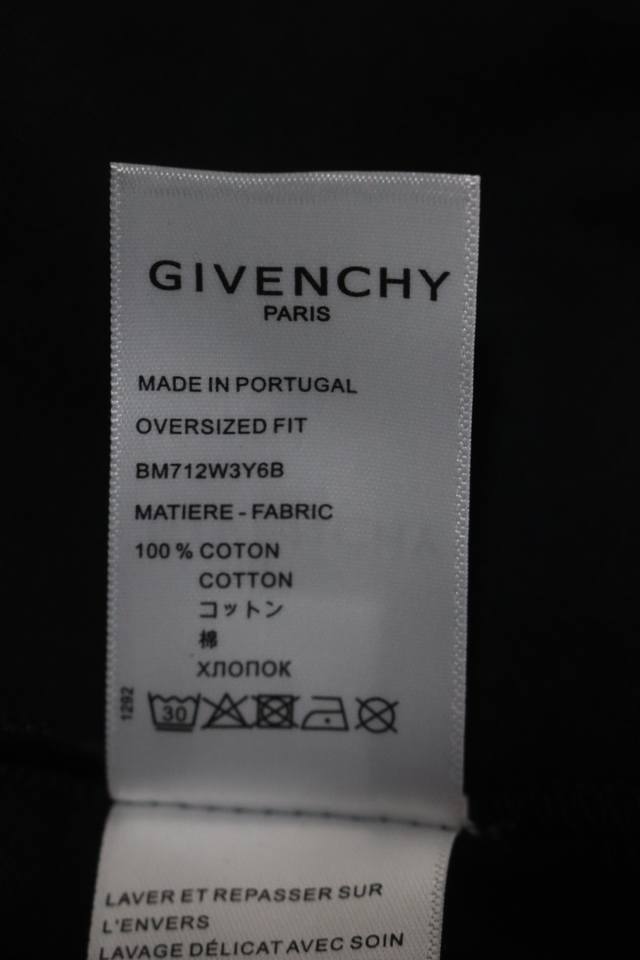 GIVENCHY
PARIS
MADE IN PORTUGAL
OVERSIZED FIT
BM712W3Y6B
MATIERE - FABRIC
100 % COTON
COTTON
コットン
棉
ХЛОПОК
1292
30
LAVER ET REPASSER SUR
L'ENVERS
LAVAGE DÉLICAT AVEC SOIN